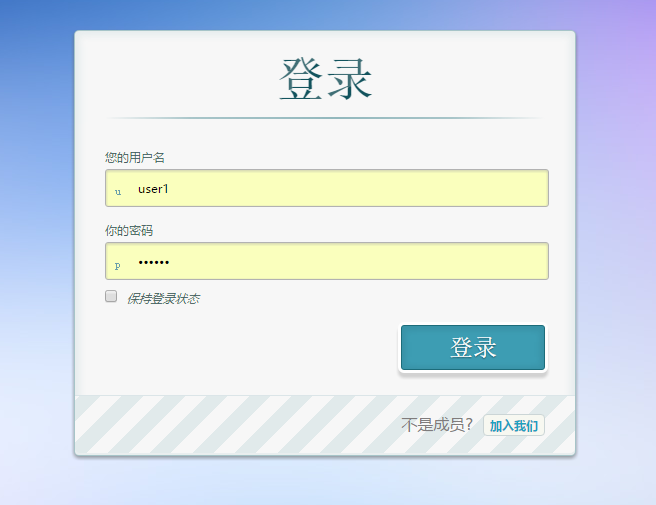 登录
您的用户名
u user1
你的密码
p ••••••
保持登录状态
登录
不是成员? 加入我们